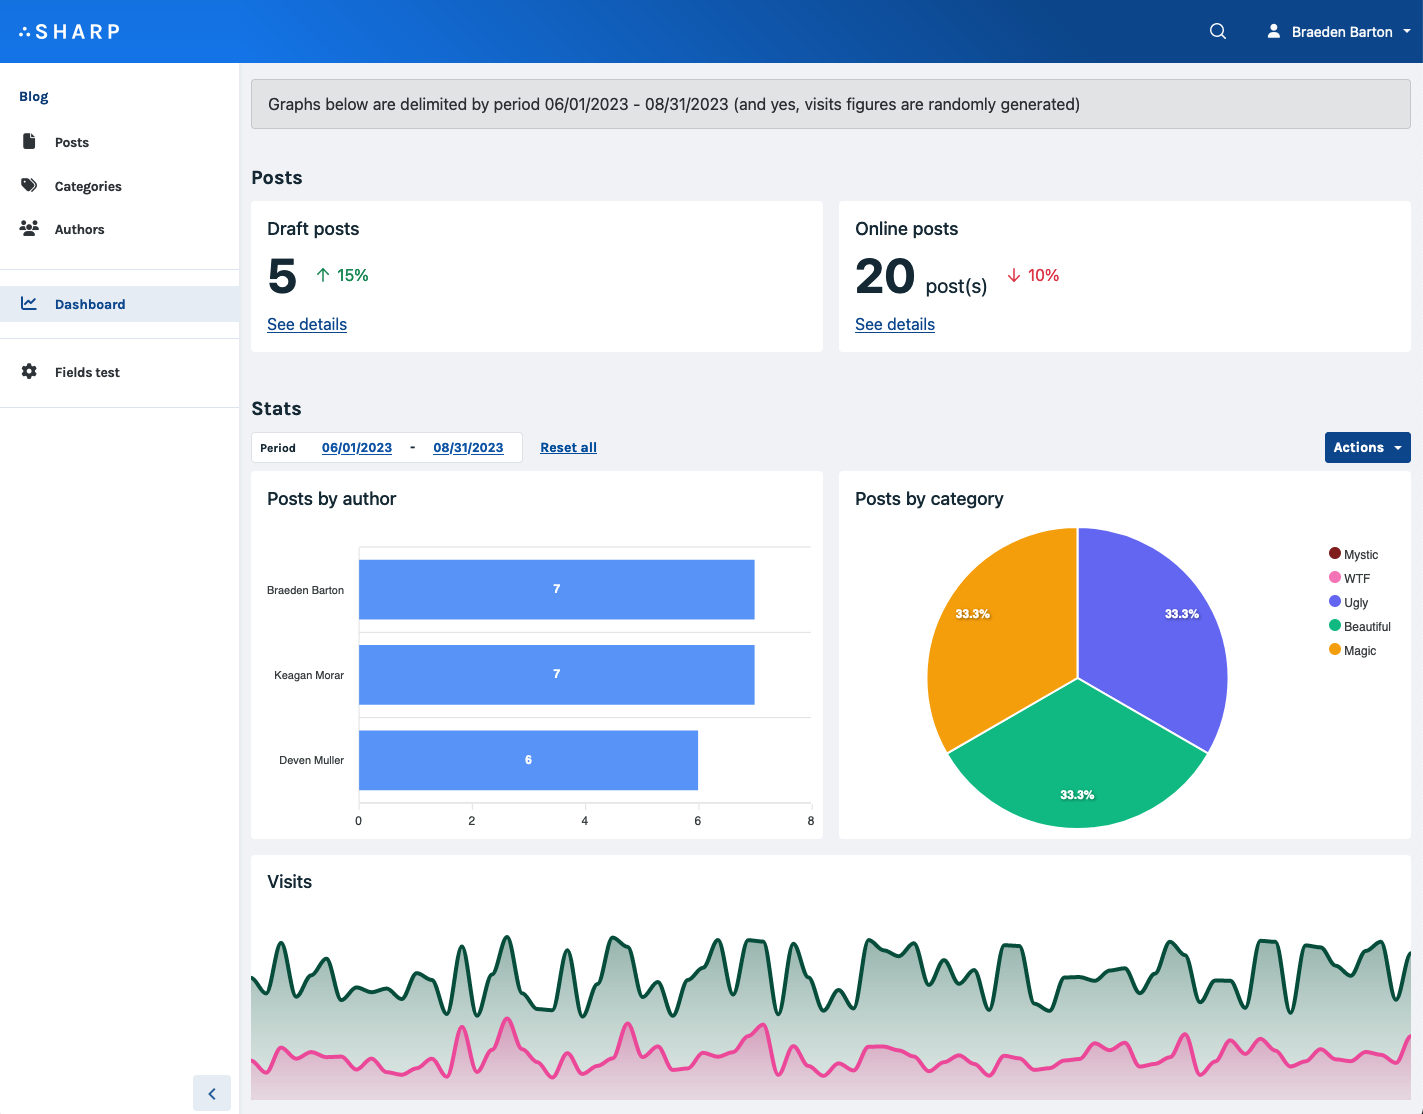 SHARP
Braeden Barton
Blog
Posts
Categories
Authors
Dashboard
Fields test
Graphs below are delimited by period 06/01/2023 - 08/31/2023 (and yes, visits figures are randomly generated)
Posts
Draft posts
5 ↑ 15%
See details
Online posts
20 post(s) ↓ 10%
See details
Stats
Period 06/01/2023 - 08/31/2023 Reset all
Actions
Posts by author
Braeden Barton 7
Keagan Morar 7
Deven Muller 6
0 2 4 6 8
Posts by category
33.3% 33.3%
33.3%
Mystic
WTF
Ugly
Beautiful
Magic
Visits